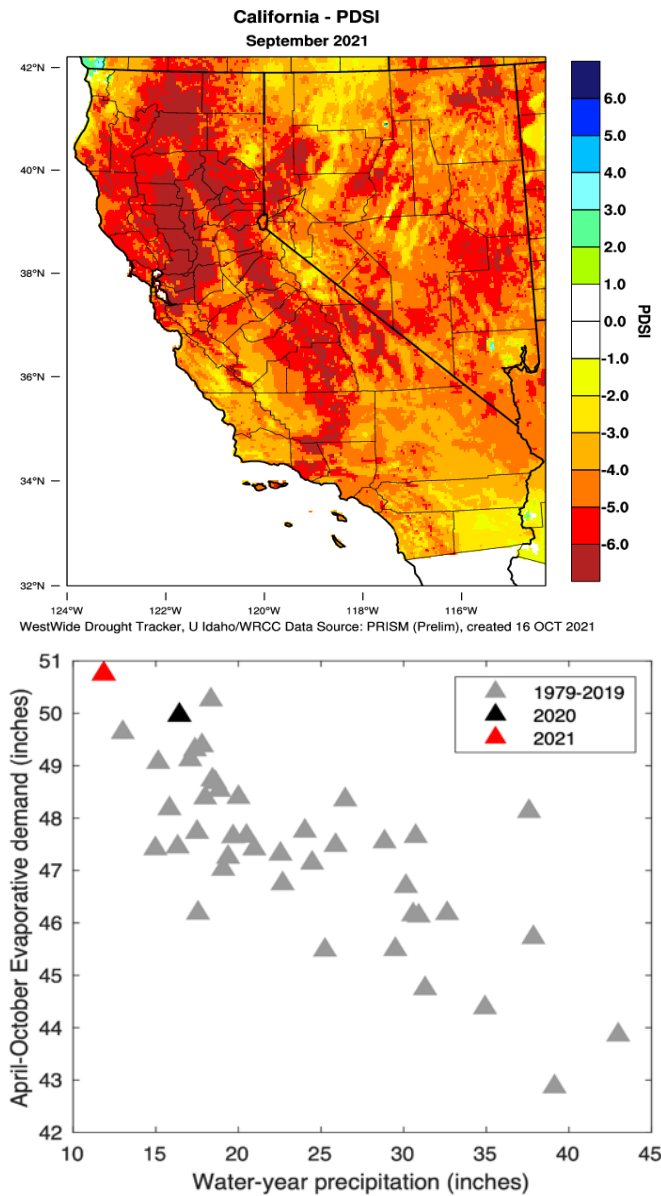 California - PDSI
September 2021
42°N
40°N
38°N
36°N
34°N
32°N
124°W
122°W
120°W
118°W
116°W
6.0
5.0
4.0
3.0
2.0
1.0
0.0
-1.0
-2.0
-3.0
-4.0
-5.0
-6.0
PDSI
WestWide Drought Tracker, U Idaho/WRCC Data Source: PRISM (Prelim), created 16 OCT 2021
51
50
49
48
47
46
45
44
43
42
April-October Evaporative demand (inches)
1979-2019
2020
2021
10
15
20
25
30
35
40
45
Water-year precipitation (inches)